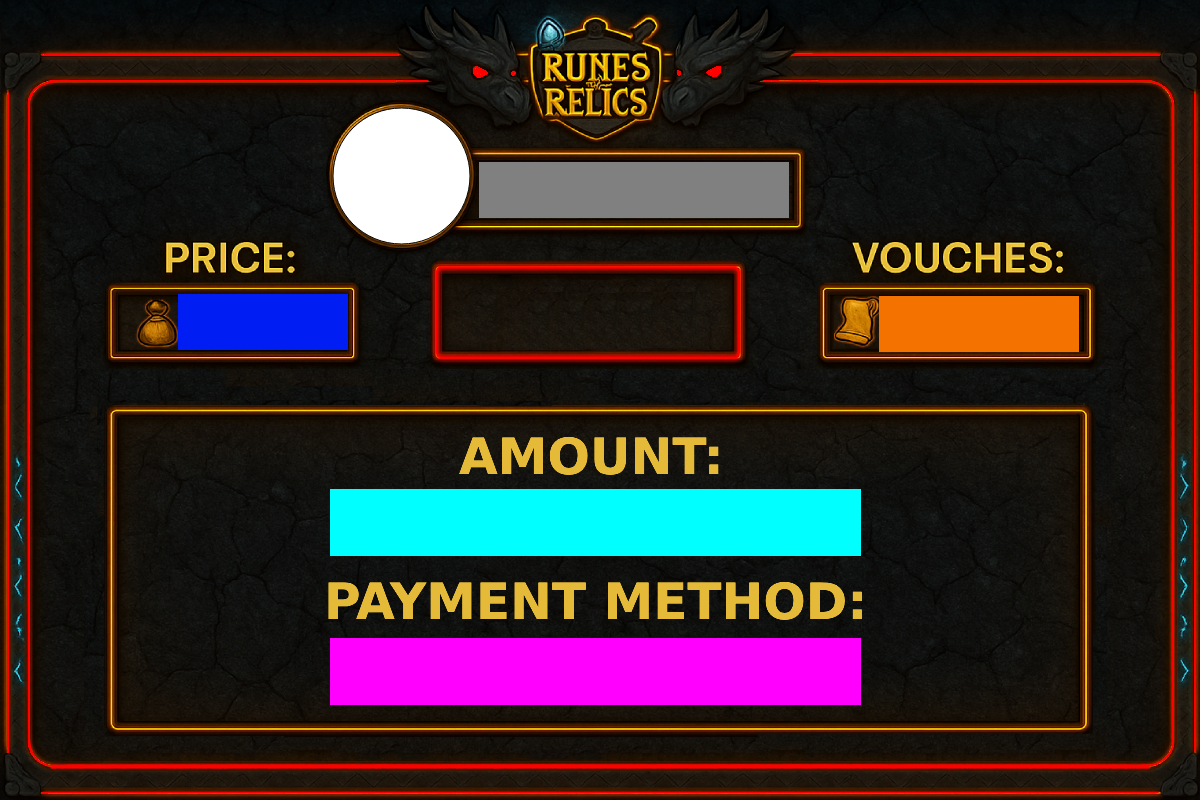 RUNES
RELICS
PRICE:
VOUCHES:
AMOUNT:
PAYMENT METHOD: